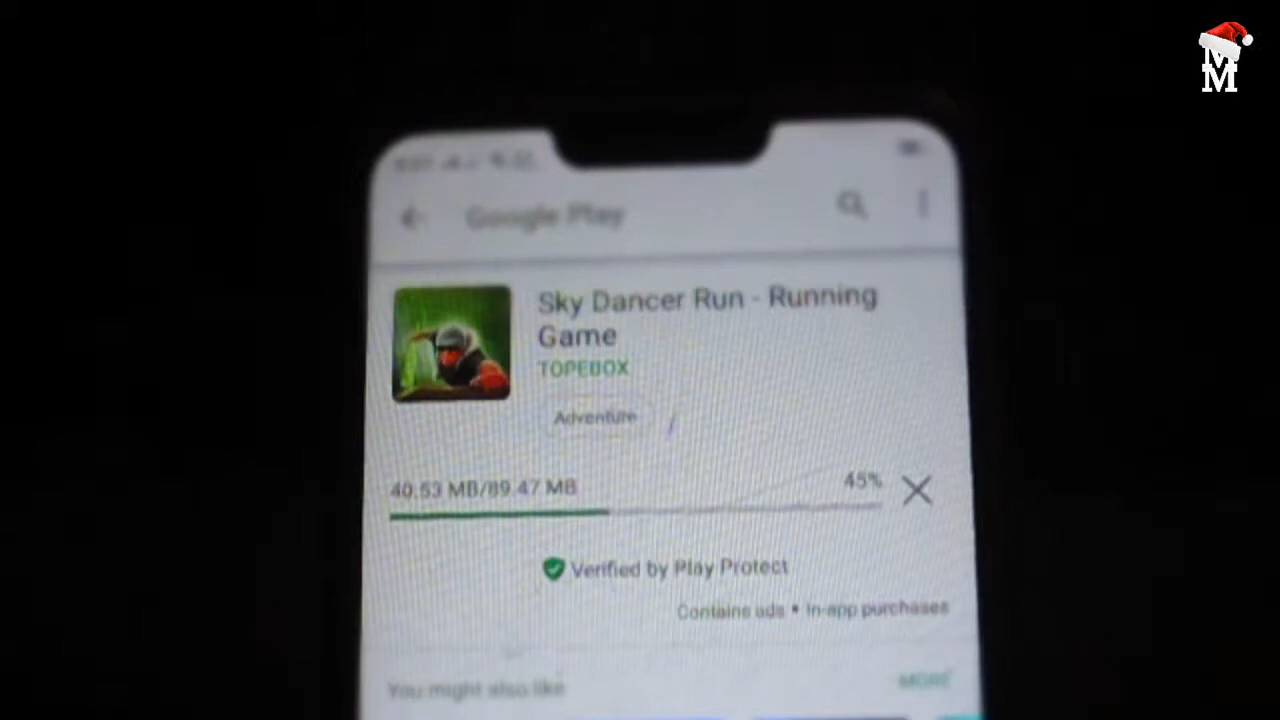 M
M
Google Play
Sky Dancer Run - Running
Game
TOPEBOX
Adventure
40.53 MB/89.47 MB
45%
Verified by Play Protect
Contains ads • In-app purchases
You might also like
MORE